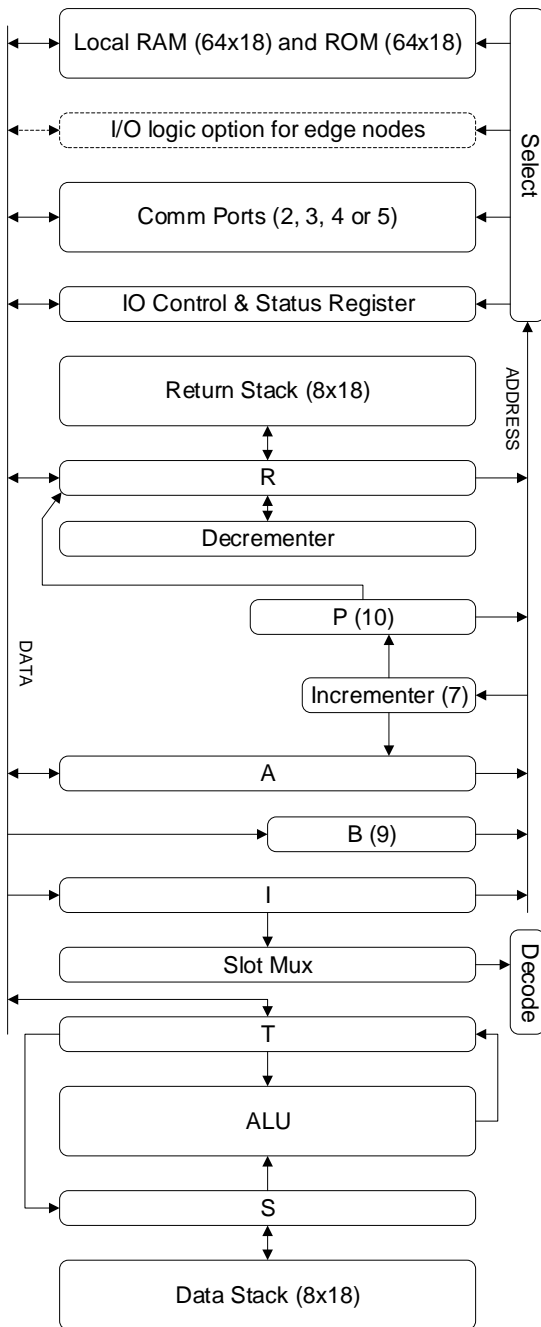 Local RAM (64x18) and ROM (64x18)
I/O logic option for edge nodes
Select
Comm Ports (2, 3, 4 or 5)
IO Control & Status Register
Return Stack (8x18)
ADDRESS
R
Decrementer
P (10)
DATA
Incrementer (7)
A
B (9)
I
Slot Mux
Decode
T
ALU
S
Data Stack (8x18)